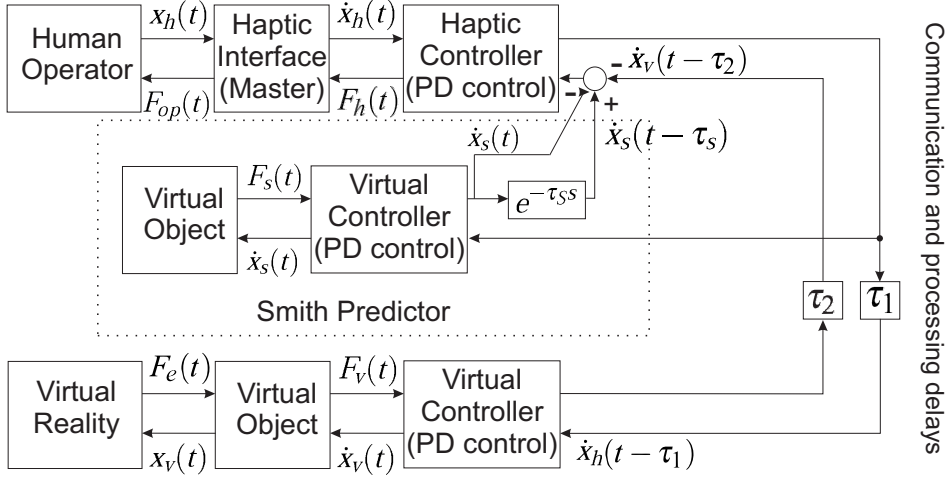 Human
Operator
x_h(t)
F_{op}(t)
Haptic
Interface
(Master)
ẋ_h(t)
F_h(t)
Haptic
Controller
(PD control)
-
ẋ_v(t − τ_2)
-
+
ẋ_s(t)
ẋ_s(t − τ_s)
Virtual
Object
F_s(t)
ẋ_s(t)
Virtual
Controller
(PD control)
e^{−τ_S s}
Smith Predictor
τ_2
τ_1
Virtual
Reality
F_e(t)
x_v(t)
Virtual
Object
F_v(t)
ẋ_v(t)
Virtual
Controller
(PD control)
ẋ_h(t − τ_1)
Communication and processing delays